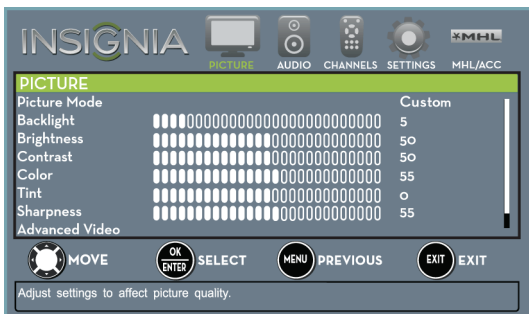 INSIGNIA
PICTURE AUDIO CHANNELS SETTINGS MHL/ACC
MHL
PICTURE
Picture Mode Custom
Backlight 5
Brightness 50
Contrast 50
Color 55
Tint 0
Sharpness 55
Advanced Video
MOVE OK ENTER SELECT MENU PREVIOUS EXIT EXIT
Adjust settings to affect picture quality.